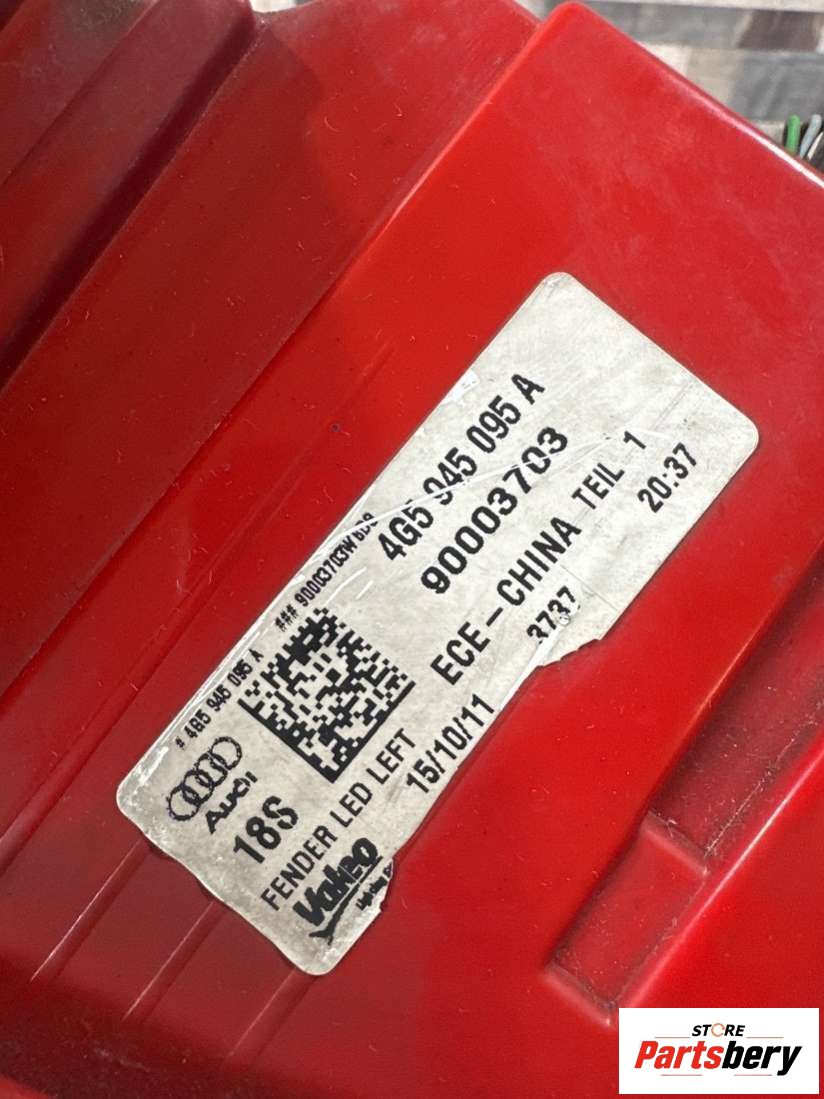 # 4G5 945 095 A ### 90003703W
4G5 945 095 A
90003703
ECE-CHINA TEIL 1
3737
20:37
Audi
18S
FENDER LED LEFT
15/10/11
Valeo
STORE
Partsbery